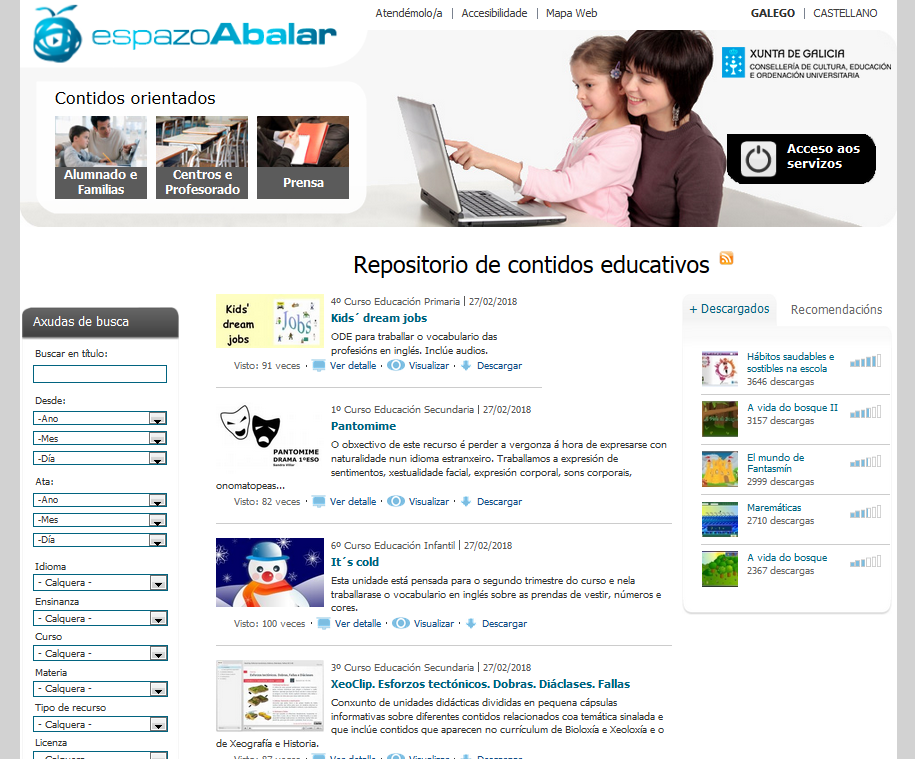 espazoAbalar
Atendémolo/a | Accesibilidade | Mapa Web
GALEGO | CASTELLANO
XUNTA DE GALICIA
CONSELLERÍA DE CULTURA, EDUCACIÓN
E ORDENACIÓN UNIVERSITARIA
Contidos orientados
Alumnado e
Familias
Centros e
Profesorado
Prensa
Acceso aos
servizos
Repositorio de contidos educativos
Axudas de busca
Buscar en título:
Desde:
-Ano
-Mes
-Día
Ata:
-Ano
-Mes
-Día
Idioma
- Calquera -
Ensinanza
- Calquera -
Curso
- Calquera -
Materia
- Calquera -
Tipo de recurso
- Calquera -
Licenza
- Calquera -
Kids'
dream
jobs
Jobs
4º Curso Educación Primaria | 27/02/2018
Kids´ dream jobs
ODE para traballar o vocabulario das
profesións en inglés. Inclúe audios.
Visto: 91 veces · Ver detalle · Visualizar · Descargar
PANTOMIME
DRAMA 1ºESO
Sandra Villar
1º Curso Educación Secundaria | 27/02/2018
Pantomime
O obxectivo de este recurso é perder a vergonza á hora de expresarse con
naturalidade nun idioma estranxeiro. Traballamos a expresión de
sentimentos, xestualidade facial, expresión corporal, sons corporais,
onomatopeas...
Visto: 82 veces · Ver detalle · Visualizar · Descargar
6º Curso Educación Infantil | 27/02/2018
It´s cold
Esta unidade está pensada para o segundo trimestre do curso e nela
traballarase o vocabulario en inglés sobre as prendas de vestir, números e
cores.
Visto: 100 veces · Ver detalle · Visualizar · Descargar
3º Curso Educación Secundaria | 27/02/2018
XeoClip. Esforzos tectónicos. Dobras. Diáclases. Fallas
Conxunto de unidades didácticas divididas en pequena cápsulas
informativas sobre diferentes contidos relacionados coa temática sinalada e
que inclúe contidos que aparecen no currículum de Bioloxía e Xeoloxía e o
de Xeografía e Historia.
Visto: 87 veces · Ver detalle · Visualizar · Descargar
+ Descargados
Recomendacións
Hábitos saudables e
sostibles na escola
3646 descargas
A vida do bosque II
3157 descargas
El mundo de
Fantasmín
2999 descargas
Maremáticas
2710 descargas
A vida do bosque
2367 descargas